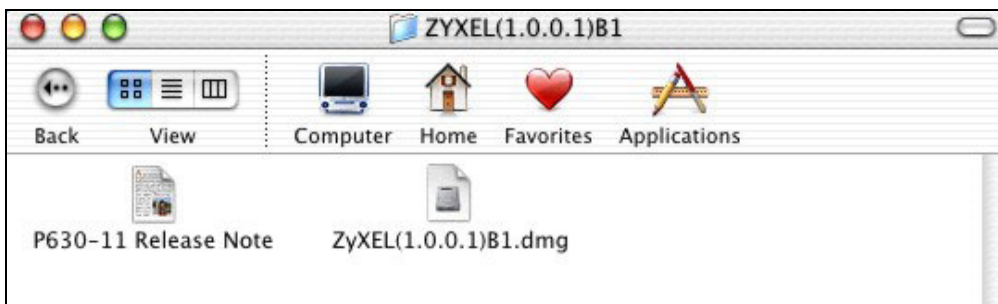 ZYXEL(1.0.0.1)B1
Back View Computer Home Favorites Applications
P630-11 Release Note ZyXEL(1.0.0.1)B1.dmg